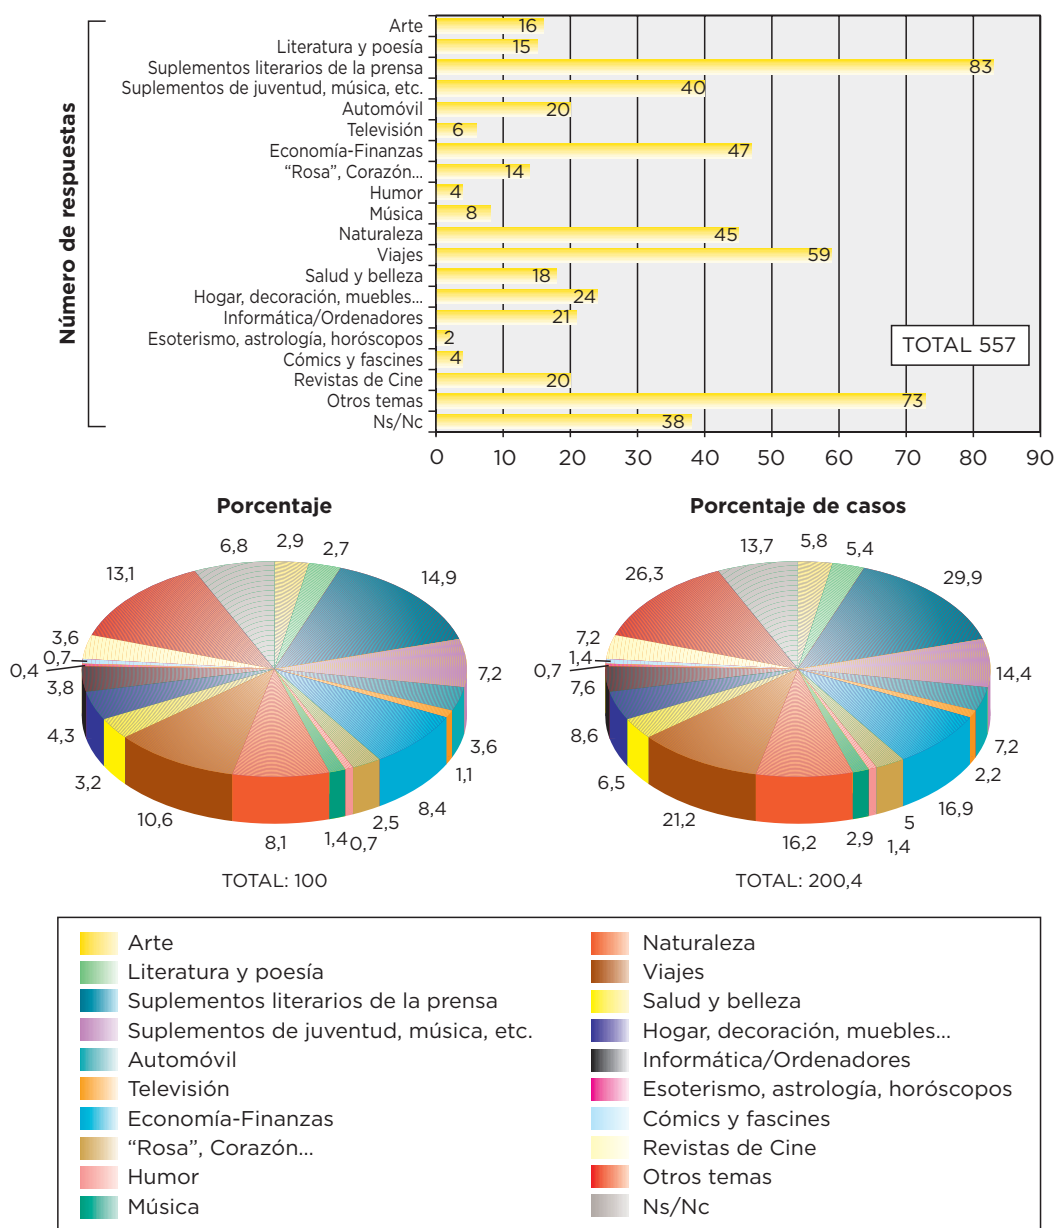 Número de respuestas
Arte 16
Literatura y poesía 15
Suplementos literarios de la prensa 83
Suplementos de juventud, música, etc. 40
Automóvil 20
Televisión 6
Economía-Finanzas 47
“Rosa”, Corazón... 14
Humor 4
Música 8
Naturaleza 45
Viajes 59
Salud y belleza 18
Hogar, decoración, muebles... 24
Informática/Ordenadores 21
Esoterismo, astrología, horóscopos 2
Cómics y fascines 4
Revistas de Cine 20
Otros temas 73
Ns/Nc 38
TOTAL 557
0 10 20 30 40 50 60 70 80 90
Porcentaje
2,9
2,7
14,9
7,2
3,6
1,1
8,4
2,5
0,7
1,4
8,1
10,6
3,2
4,3
3,8
0,4
0,7
3,6
13,1
6,8
TOTAL: 100
Porcentaje de casos
5,8
5,4
29,9
14,4
7,2
2,2
16,9
5
1,4
2,9
16,2
21,2
6,5
8,6
7,6
0,7
1,4
7,2
26,3
13,7
TOTAL: 200,4
Arte
Literatura y poesía
Suplementos literarios de la prensa
Suplementos de juventud, música, etc.
Automóvil
Televisión
Economía-Finanzas
“Rosa”, Corazón...
Humor
Música
Naturaleza
Viajes
Salud y belleza
Hogar, decoración, muebles...
Informática/Ordenadores
Esoterismo, astrología, horóscopos
Cómics y fascines
Revistas de Cine
Otros temas
Ns/Nc